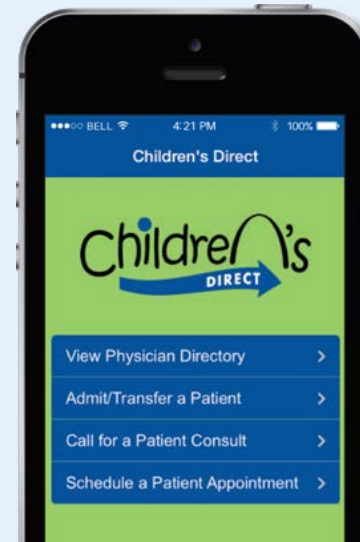 BELL 4:21 PM 100%
Children's Direct
Children's
DIRECT
View Physician Directory
Admit/Transfer a Patient
Call for a Patient Consult
Schedule a Patient Appointment